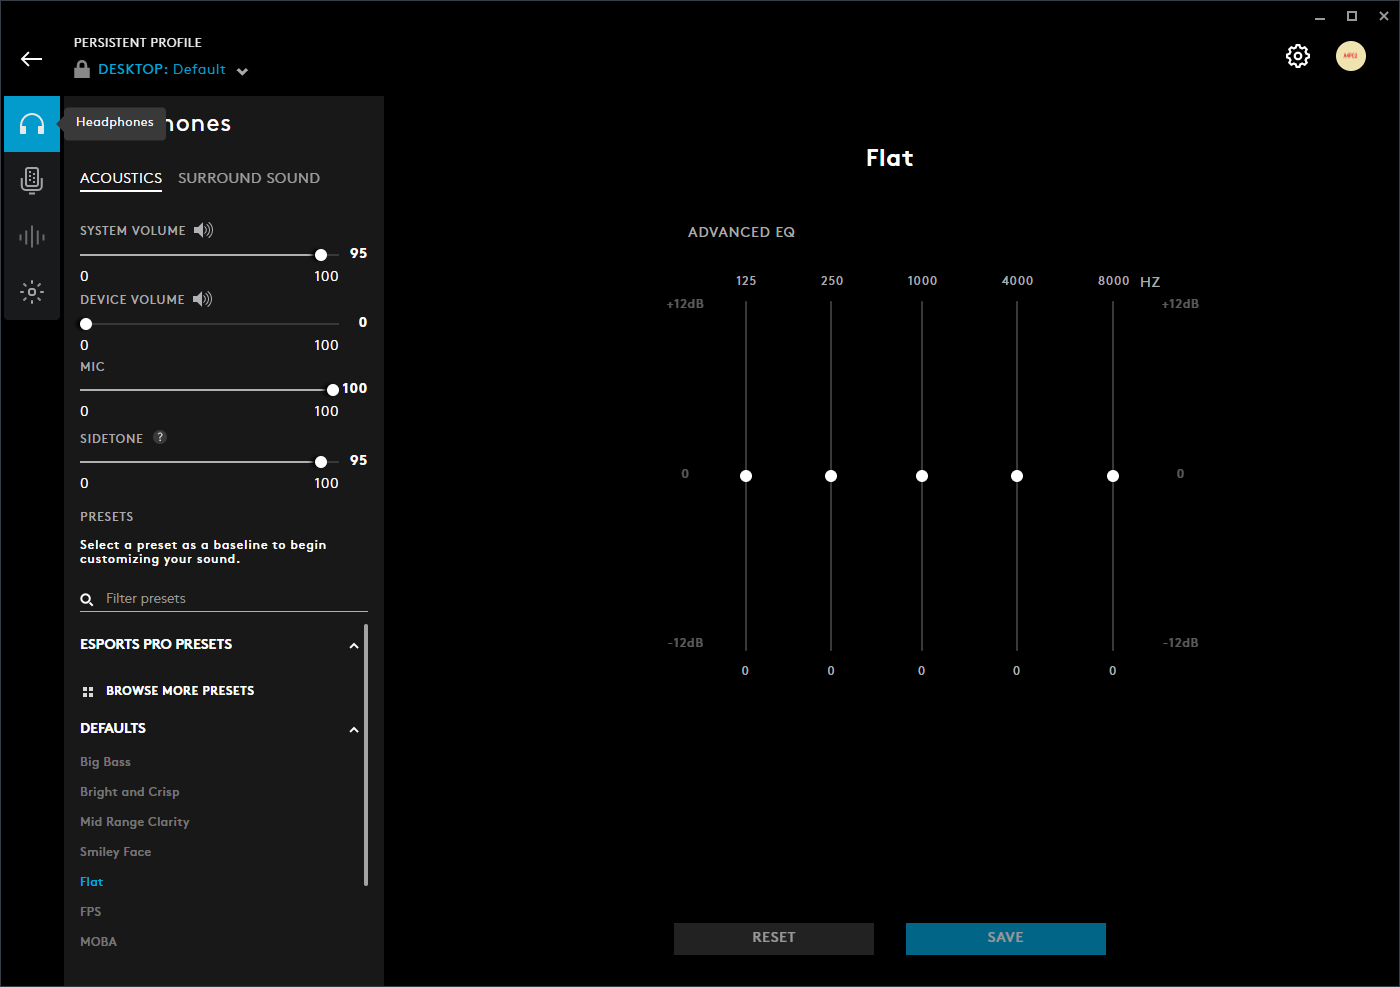 PERSISTENT PROFILE
DESKTOP: Default
Headphones
hones
ACOUSTICS SURROUND SOUND
SYSTEM VOLUME
95
0 100
DEVICE VOLUME
0
0 100
MIC
100
0 100
SIDETONE ?
95
0 100
PRESETS
Select a preset as a baseline to begin
customizing your sound.
Filter presets
ESPORTS PRO PRESETS
BROWSE MORE PRESETS
DEFAULTS
Big Bass
Bright and Crisp
Mid Range Clarity
Smiley Face
Flat
FPS
MOBA
Flat
ADVANCED EQ
125 250 1000 4000 8000 HZ
+12dB +12dB
0 0
-12dB -12dB
0 0 0 0 0
RESET SAVE